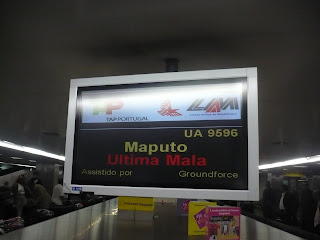 TAP PORTUGAL
LAM
UA 9596
Maputo
Ultima Mala
Assistido por Groundforce